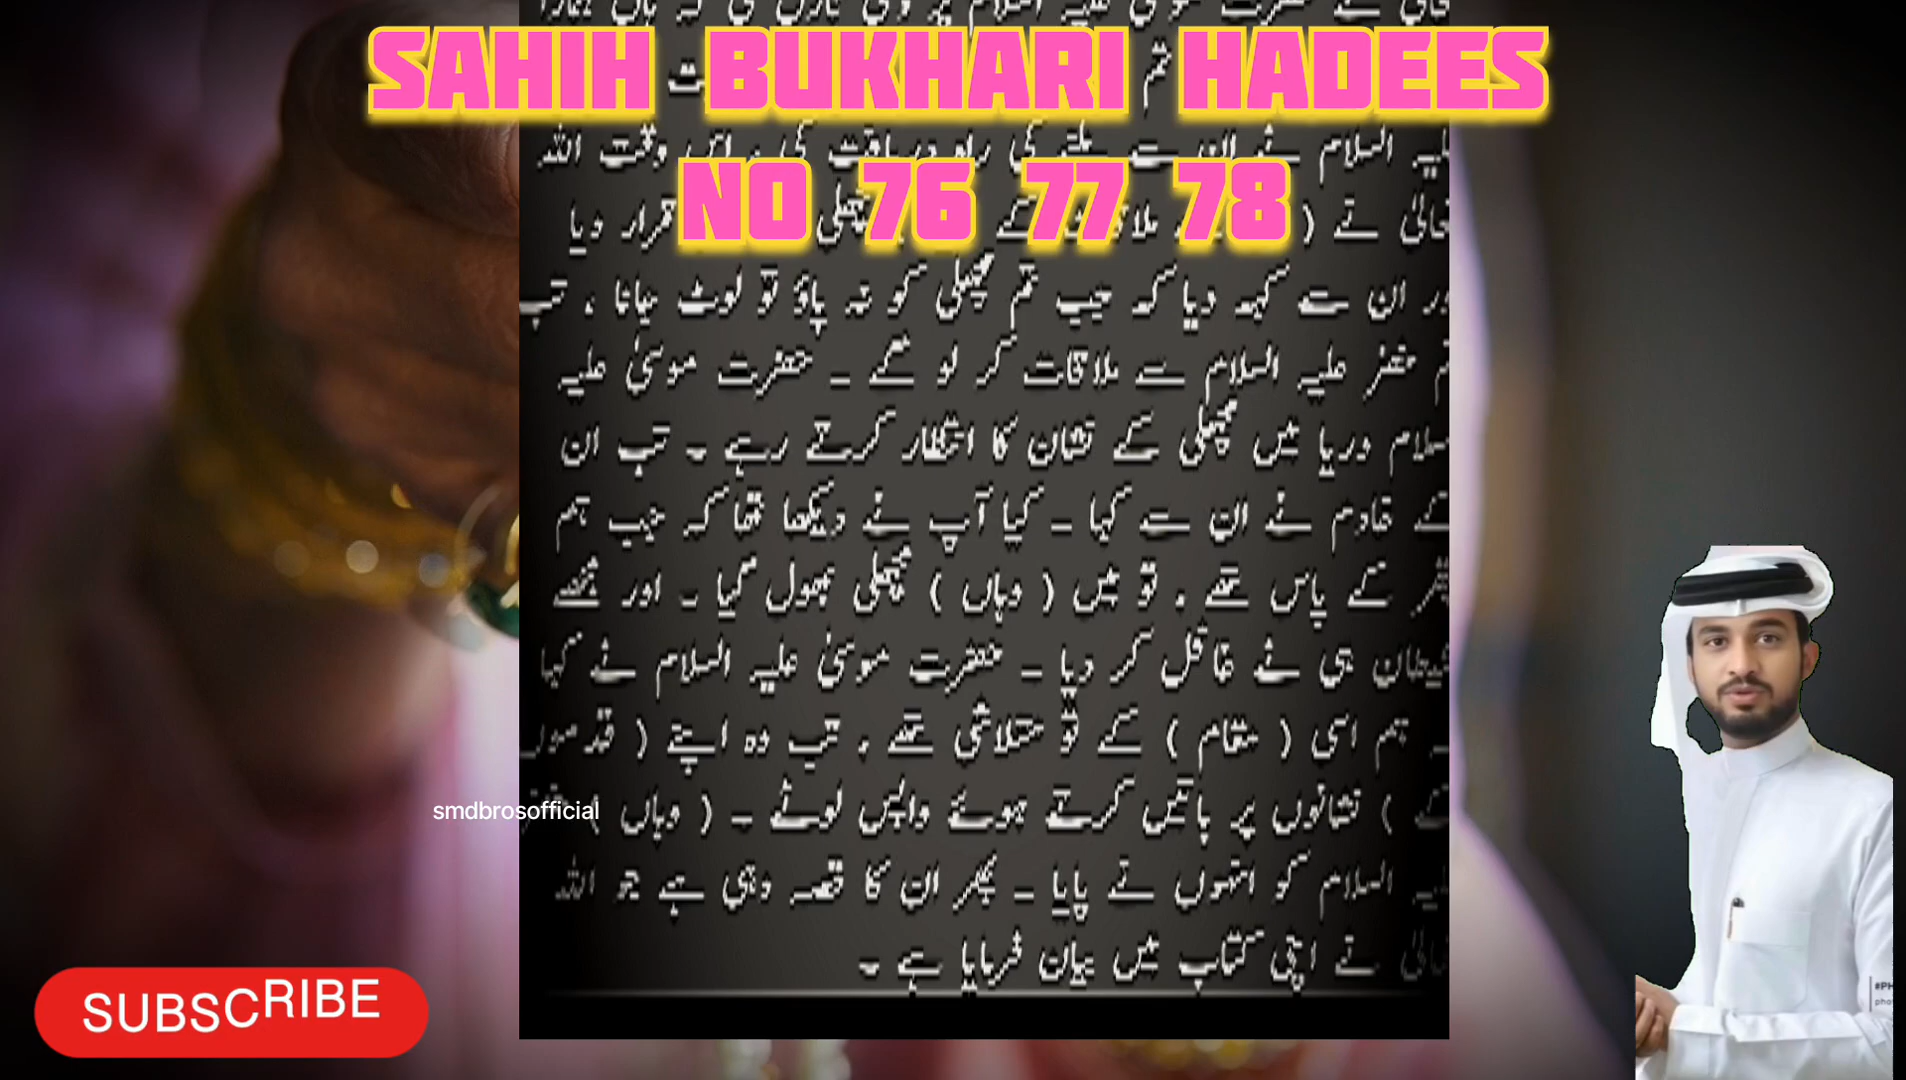 SAHIH BUKHARI HADEES
NO 76 77 78
علیہ السلام نے ان سے ملنے کی راہ دریافت کی ۔ اس وقت اللہ
قرار دیا
اور ان سے کہہ دیا کہ جب تم مچھلی کو نہ پاؤ تو لوٹ جانا ، تب
تم خضر علیہ السلام سے ملاقات کر لو گے ۔ حضرت موسیٰ علیہ
السلام دریا میں مچھلی کے نشان کا انتظار کرتے رہے ۔ تب ان
کے خادم نے ان سے کہا ۔ کیا آپ نے دیکھا تھا کہ جب ہم
پتھر کے پاس تھے ، تو میں ( وہاں ) مچھلی بھول گیا ۔ اور مجھے
شیطان ہی نے غافل کر دیا ۔ حضرت موسیٰ علیہ السلام نے کہا
ہم اسی ( مقام ) کے تو متلاشی تھے ، تب وہ اپنے ( قدموں
کے ) نشانوں پر باتیں کرتے ہوئے واپس لوٹے ۔ ( وہاں )
علیہ السلام کو انہوں نے پایا ۔ پھر ان کا قصہ وہی ہے جو اللہ
تعالیٰ نے اپنی کتاب میں بیان فرمایا ہے ۔
smdbrosofficial
SUBSCRIBE